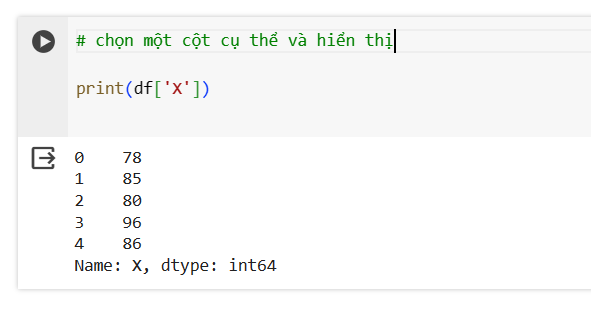 # chọn một cột cụ thể và hiển thị
print(df['X'])
0    78
1    85
2    80
3    96
4    86
Name: X, dtype: int64